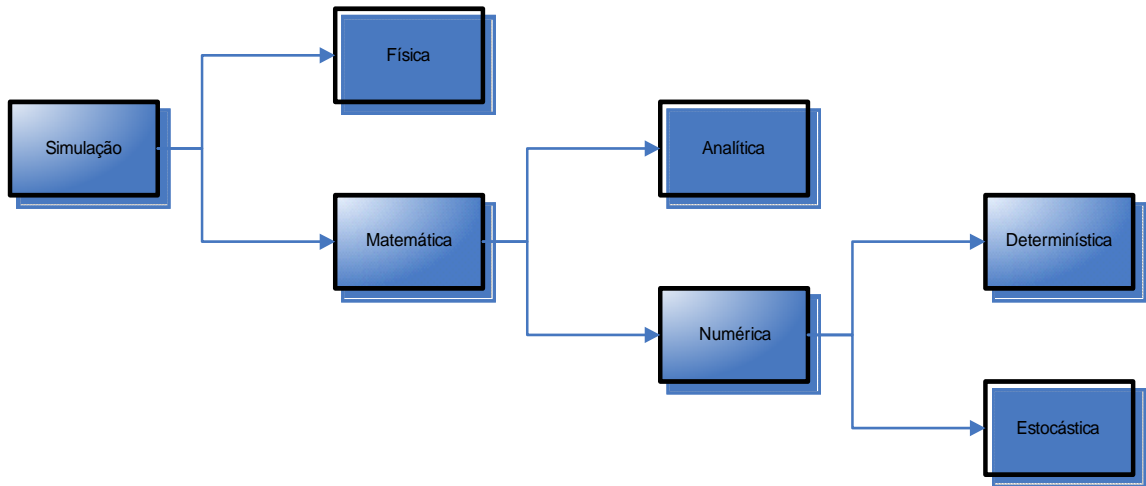 Física
Simulação
Analítica
Matemática
Determinística
Numérica
Estocástica